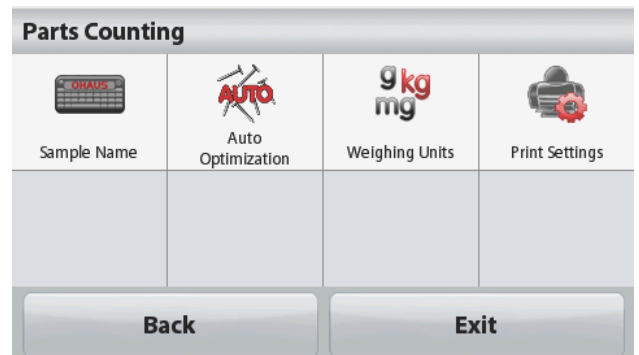 Parts Counting
OHAUS
AUTO
g kg
mg
Sample Name
Auto
Optimization
Weighing Units
Print Settings
Back
Exit